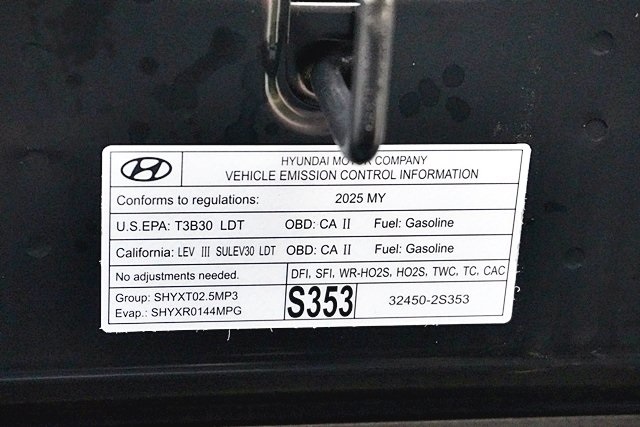 HYUNDAI MOTOR COMPANY
VEHICLE EMISSION CONTROL INFORMATION
Conforms to regulations: 2025 MY
U.S.EPA: T3B30 LDT OBD: CA II Fuel: Gasoline
California: LEV III SULEV30 LDT OBD: CA II Fuel: Gasoline
No adjustments needed. DFI, SFI, WR-HO2S, HO2S, TWC, TC, CAC
Group: SHYXT02.5MP3
Evap.: SHYXR0144MPG
S353
32450-2S353